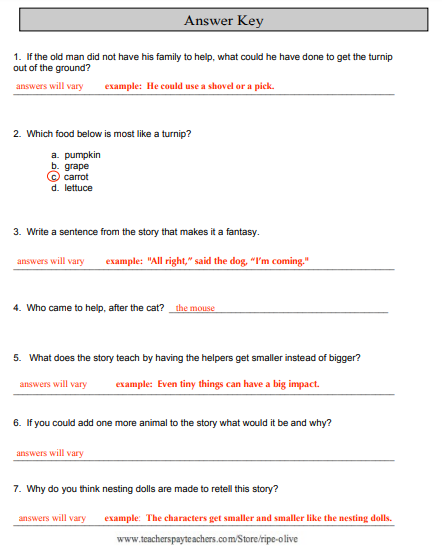 Answer Key
1. If the old man did not have his family to help, what could he have done to get the turnip
out of the ground?
answers will vary example: He could use a shovel or a pick.
2. Which food below is most like a turnip?
a. pumpkin
b. grape
c. carrot
d. lettuce
3. Write a sentence from the story that makes it a fantasy.
answers will vary example: "All right," said the dog, "I'm coming."
4. Who came to help, after the cat? the mouse
5. What does the story teach by having the helpers get smaller instead of bigger?
answers will vary example: Even tiny things can have a big impact.
6. If you could add one more animal to the story what would it be and why?
answers will vary
7. Why do you think nesting dolls are made to retell this story?
answers will vary example: The characters get smaller and smaller like the nesting dolls.
www.teacherspayteachers.com/Store/ripe-olive